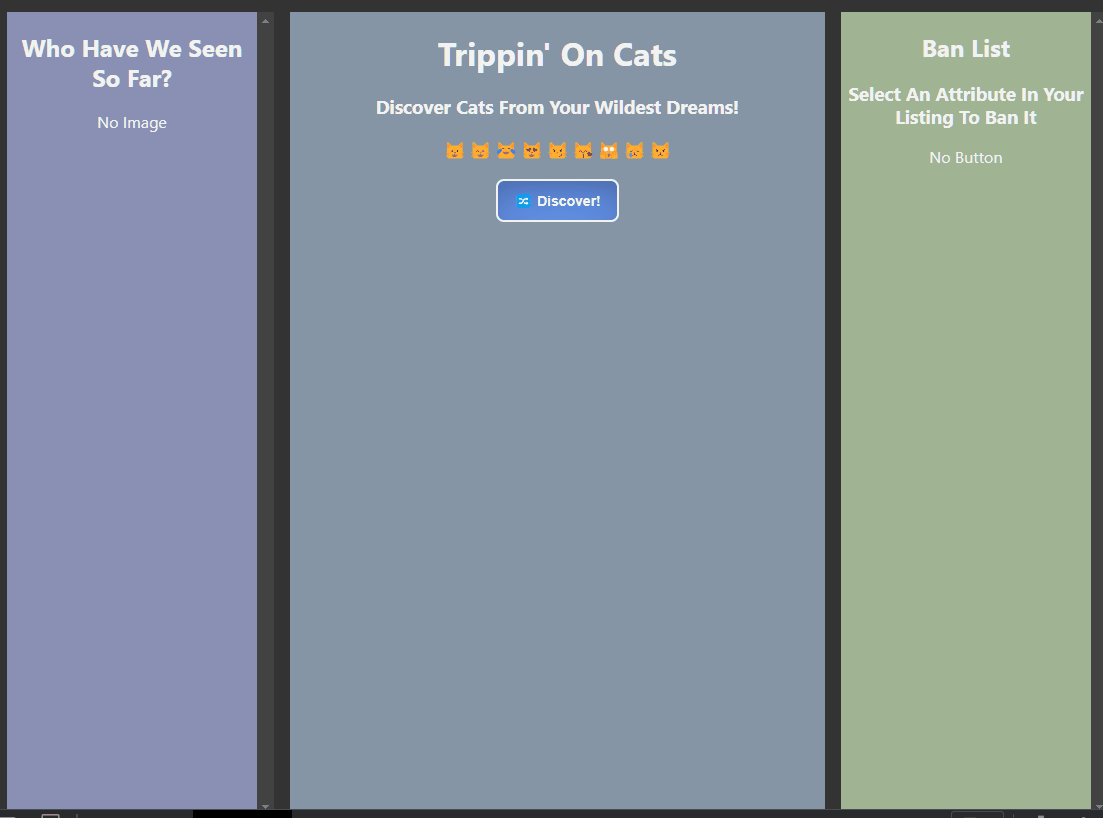 Who Have We Seen
So Far?
No Image
Trippin' On Cats
Discover Cats From Your Wildest Dreams!
😺 😸 😹 😻 😼 😽 🙀 😿 😾
🔀 Discover!
Ban List
Select An Attribute In Your
Listing To Ban It
No Button